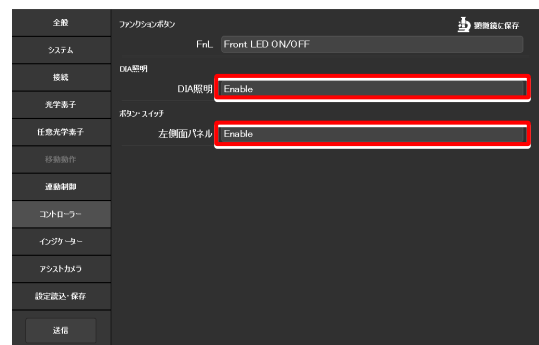 全般
システム
接続
光学素子
任意光学素子
移動動作
連動制御
コントローラー
インジケーター
アシストカメラ
設定読込・保存
送信
ファンクションボタン
顕微鏡に保存
FnL Front LED ON/OFF
DIA照明
DIA照明 Enable
ボタン・スイッチ
左側面パネル Enable